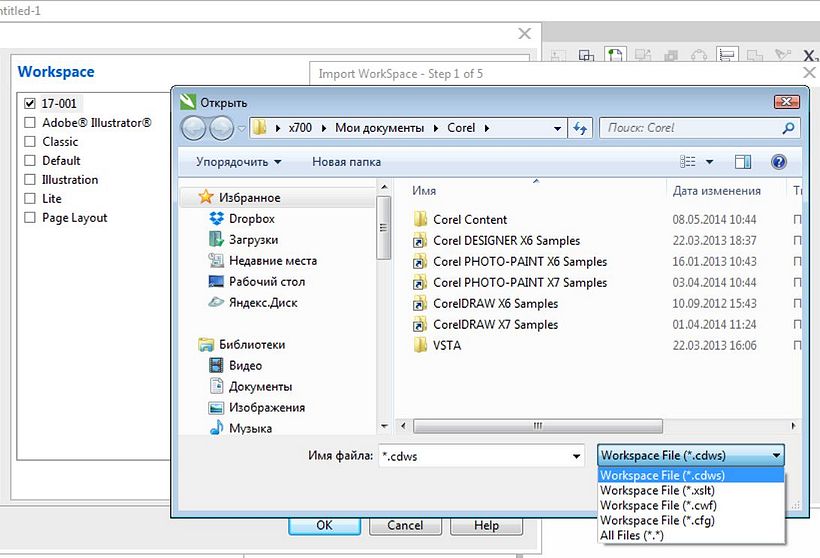 ntitled-1
Workspace
Import WorkSpace - Step 1 of 5
17-001
Adobe® Illustrator®
Classic
Default
Illustration
Lite
Page Layout
Открыть
x700 Мои документы Corel
Поиск: Corel
Упорядочить Новая папка
Избранное
Dropbox
Загрузки
Недавние места
Рабочий стол
Яндекс.Диск
Библиотеки
Видео
Документы
Изображения
Музыка
Имя Дата изменения
Corel Content 08.05.2014 10:44 П
Corel DESIGNER X6 Samples 22.03.2013 18:37 П
Corel PHOTO-PAINT X6 Samples 16.01.2013 10:43 П
Corel PHOTO-PAINT X7 Samples 03.04.2014 10:44 П
CorelDRAW X6 Samples 10.09.2012 15:43 П
CorelDRAW X7 Samples 01.04.2014 11:24 П
VSTA 22.03.2013 16:06 П
Имя файла: *.cdws
Workspace File (*.cdws)
Workspace File (*.cdws)
Workspace File (*.xslt)
Workspace File (*.cwf)
Workspace File (*.cfg)
All Files (*.*)
OK Cancel Help